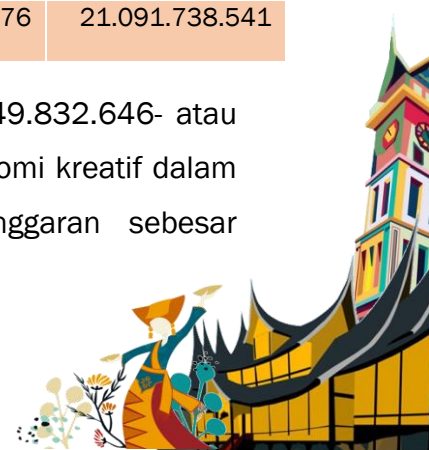 76 21.091.738.541
49.832.646- atau
omi kreatif dalam
nggaran sebesar